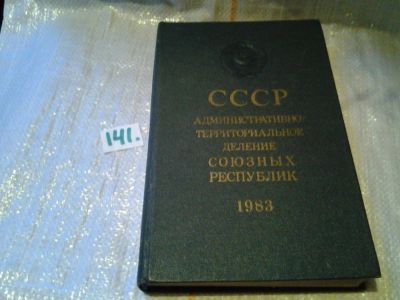 СССР
АДМИНИСТРАТИВНО-
ТЕРРИТОРИАЛЬНОЕ
ДЕЛЕНИЕ
СОЮЗНЫХ
РЕСПУБЛИК
1983
141.